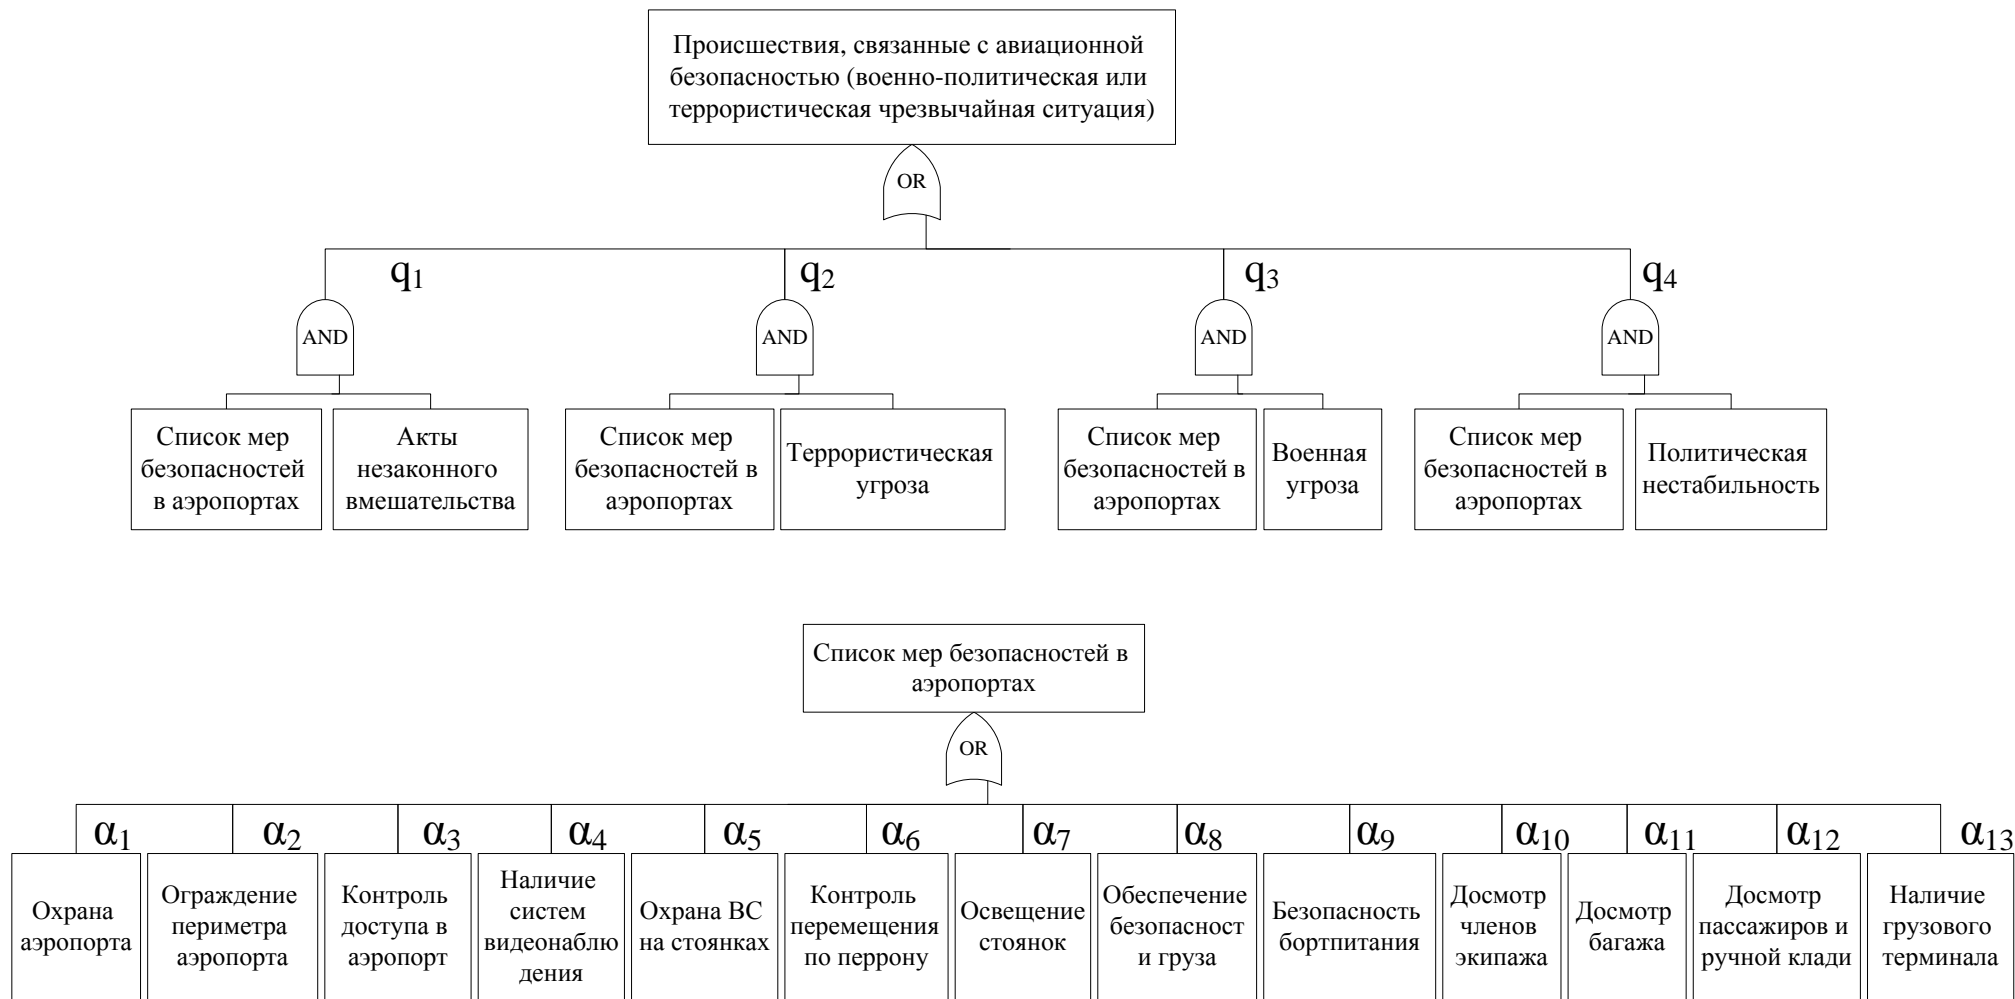 Происшествия, связанные с авиационной
безопасностью (военно-политическая или
террористическая чрезвычайная ситуация)
OR
q1
q2
q3
q4
AND
AND
AND
AND
Список мер
безопасностей
в аэропортах
Акты
незаконного
вмешательства
Список мер
безопасностей в
аэропортах
Террористическая
угроза
Список мер
безопасностей в
аэропортах
Военная
угроза
Список мер
безопасностей в
аэропортах
Политическая
нестабильность
Список мер безопасностей в
аэропортах
OR
α1
α2
α3
α4
α5
α6
α7
α8
α9
α10
α11
α12
α13
Охрана
аэропорта
Ограждение
периметра
аэропорта
Контроль
доступа в
аэропорт
Наличие
систем
видеонаблю
дения
Охрана ВС
на стоянках
Контроль
перемещения
по перрону
Освещение
стоянок
Обеспечение
безопасност
и груза
Безопасность
бортпитания
Досмотр
членов
экипажа
Досмотр
багажа
Досмотр
пассажиров и
ручной клади
Наличие
грузового
терминала